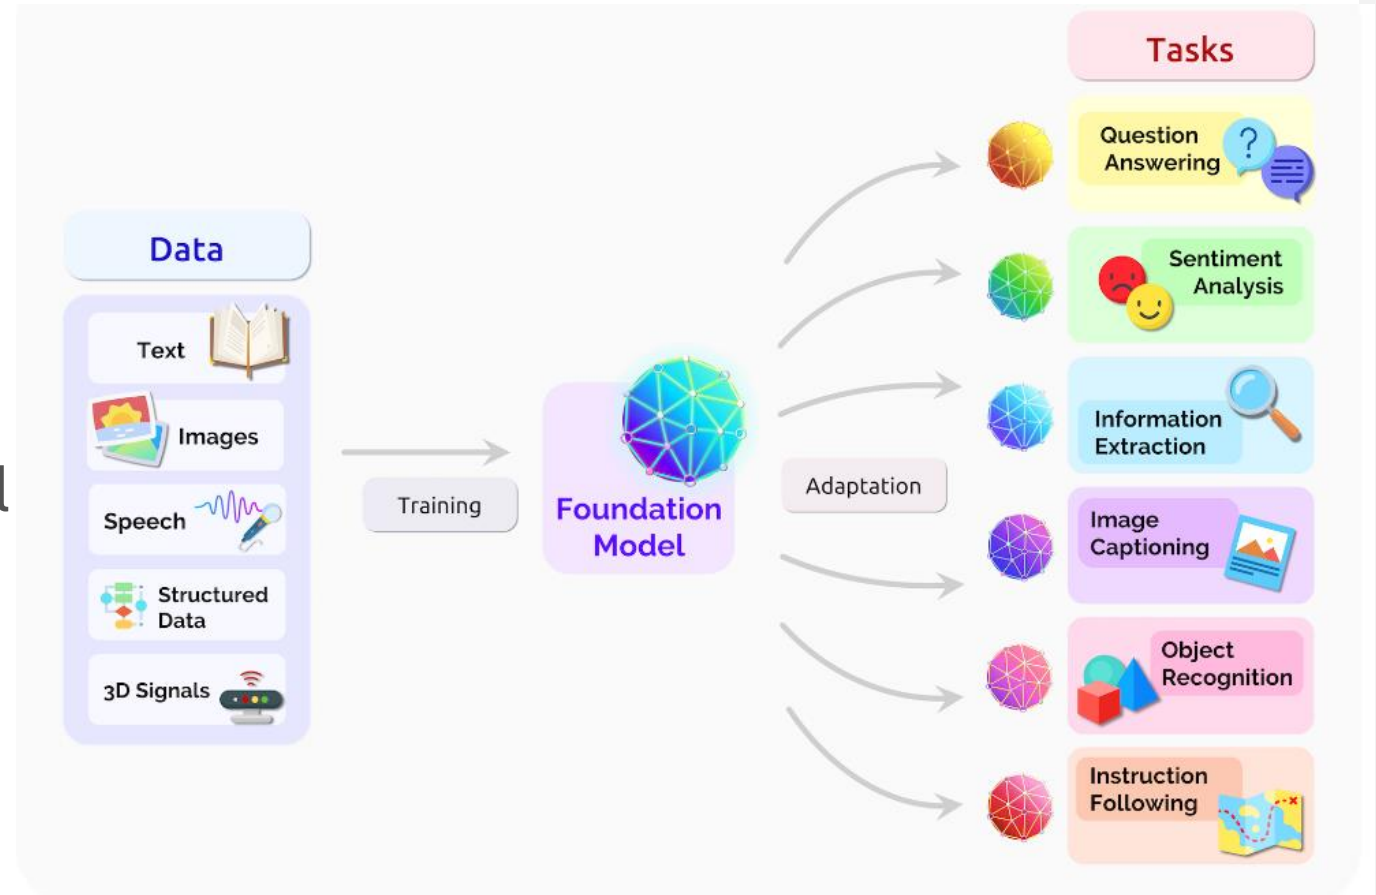 Tasks
Question
Answering
Sentiment
Analysis
Data
Text
Images
Information
Extraction
Speech
Training
Foundation
Model
Adaptation
Image
Captioning
Structured
Data
3D Signals
Object
Recognition
Instruction
Following